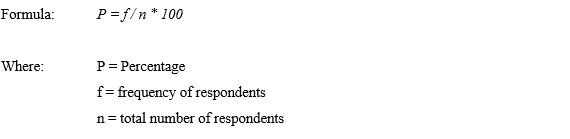 Formula: P = f / n * 100
Where: P = Percentage
f = frequency of respondents
n = total number of respondents